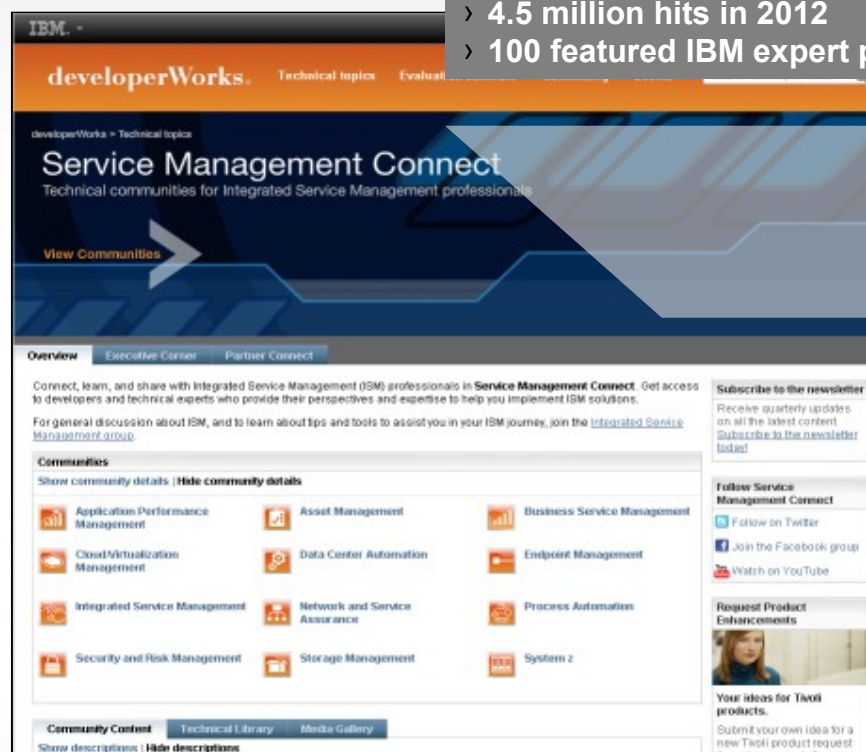 › 4.5 million hits in 2012
› 100 featured IBM expert
IBM.
developerWorks.
Technical topics
developerWorks > Technical topics
Service Management Connect
Technical communities for Integrated Service Management professionals
View Communities
Overview
Executive Corner
Partner Connect
Connect, learn, and share with Integrated Service Management (ISM) professionals in Service Management Connect. Get access
to developers and technical experts who provide their perspectives and expertise to help you implement ISM solutions.
For general discussion about ISM, and to learn about tips and tools to assist you in your ISM journey, join the Integrated Service
Management group.
Communities
Show community details | Hide community details
Application Performance
Management
Asset Management
Business Service Management
Cloud/Virtualization
Management
Data Center Automation
Endpoint Management
Integrated Service Management
Network and Service
Assurance
Process Automation
Security and Risk Management
Storage Management
System z
Community Content
Technical Library
Media Gallery
Show descriptions | Hide descriptions
Subscribe to the newsletter
Receive quarterly updates
on all the latest content.
Subscribe to the newsletter
today!
Follow Service
Management Connect
Follow on Twitter
Join the Facebook group
Watch on YouTube
Request Product
Enhancements
Your ideas for Tivoli
products.
Submit your own idea for a
new Tivoli product request